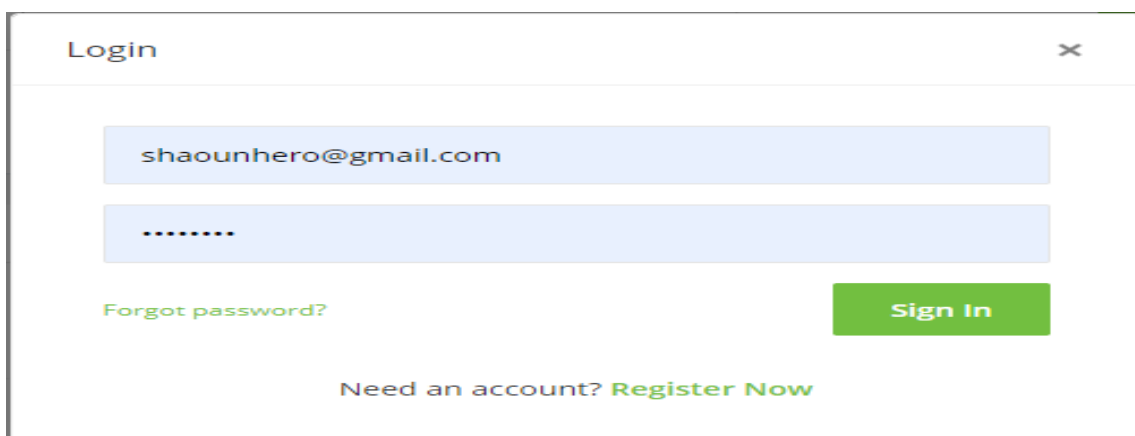 Login ×
shaounhero@gmail.com
••••••••
Forgot password? Sign In
Need an account? Register Now